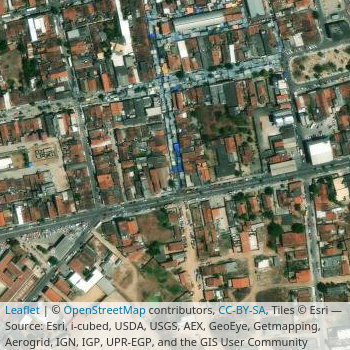 Leaflet | © OpenStreetMap contributors, CC-BY-SA, Tiles © Esri —
Source: Esri, i-cubed, USDA, USGS, AEX, GeoEye, Getmapping,
Aerogrid, IGN, IGP, UPR-EGP, and the GIS User Community